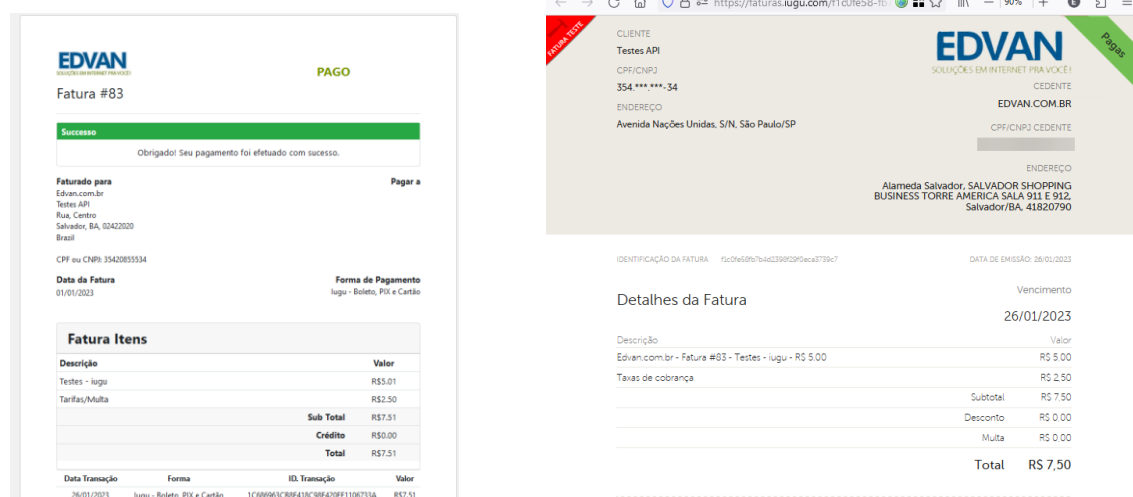 EDVAN
SOLUÇÕES EM INTERNET PRA VOCÊ!
PAGO
Fatura #83
Sucesso
Obrigado! Seu pagamento foi efetuado com sucesso.
Faturado para
Pagar a
Edvan.com.br
Testes API
Rua, Centro
Salvador, BA, 02422020
Brazil
CPF ou CNPJ: 35420855534
Data da Fatura
Forma de Pagamento
01/01/2023
Iugu - Boleto, PIX e Cartão
Fatura Itens
Descrição Valor
Testes - iugu R$5.01
Tarifas/Multa R$2.50
Sub Total R$7.51
Crédito R$0.00
Total R$7.51
Data Transação Forma ID. Transação Valor
26/01/2023 Iugu - Boleto, PIX e Cartão R$7.51
https://faturas.iugu.com/f1c0fe58-fb
90%
FATURA TESTE
Pagas
CLIENTE
Testes API
CPF/CNPJ
354.***.***-34
ENDEREÇO
Avenida Nações Unidas, S/N, São Paulo/SP
EDVAN
SOLUÇÕES EM INTERNET PRA VOCÊ!
CEDENTE
EDVAN.COM.BR
CPF/CNPJ CEDENTE
ENDEREÇO
Alameda Salvador, SALVADOR SHOPPING
BUSINESS TORRE AMERICA SALA 911 E 912,
Salvador/BA, 41820790
IDENTIFICAÇÃO DA FATURA
DATA DE EMISSÃO: 26/01/2023
Detalhes da Fatura
Vencimento
26/01/2023
Descrição Valor
Edvan.com.br - Fatura #83 - Testes - iugu - R$ 5,00 R$ 5,00
Taxas de cobrança R$ 2,50
Subtotal R$ 7,50
Desconto R$ 0,00
Multa R$ 0,00
Total R$ 7,50